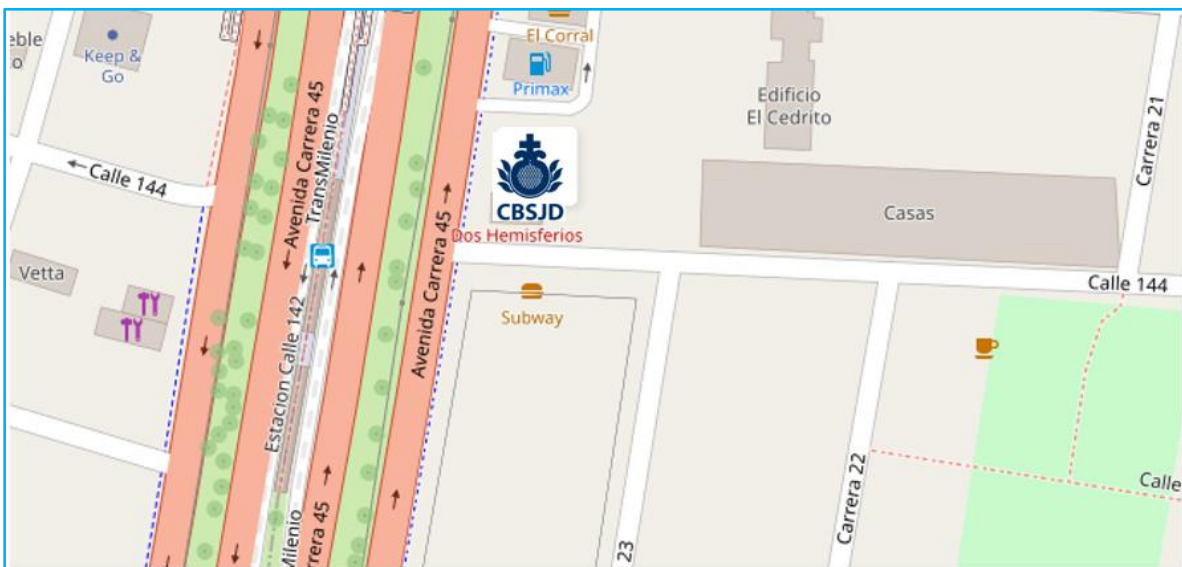 eble
o
Keep &
Go
El Corral
Primax
Edificio
El Cedrito
Carrera 21
Avenida Carrera 45
TransMilenio
Calle 144
CBSJD
Dos Hemisferios
Casas
Avenida Carrera 45
Vetta
Calle 144
Subway
Estacion Calle 142
Carrera 22
Calle
23
Milenio
rrera 45